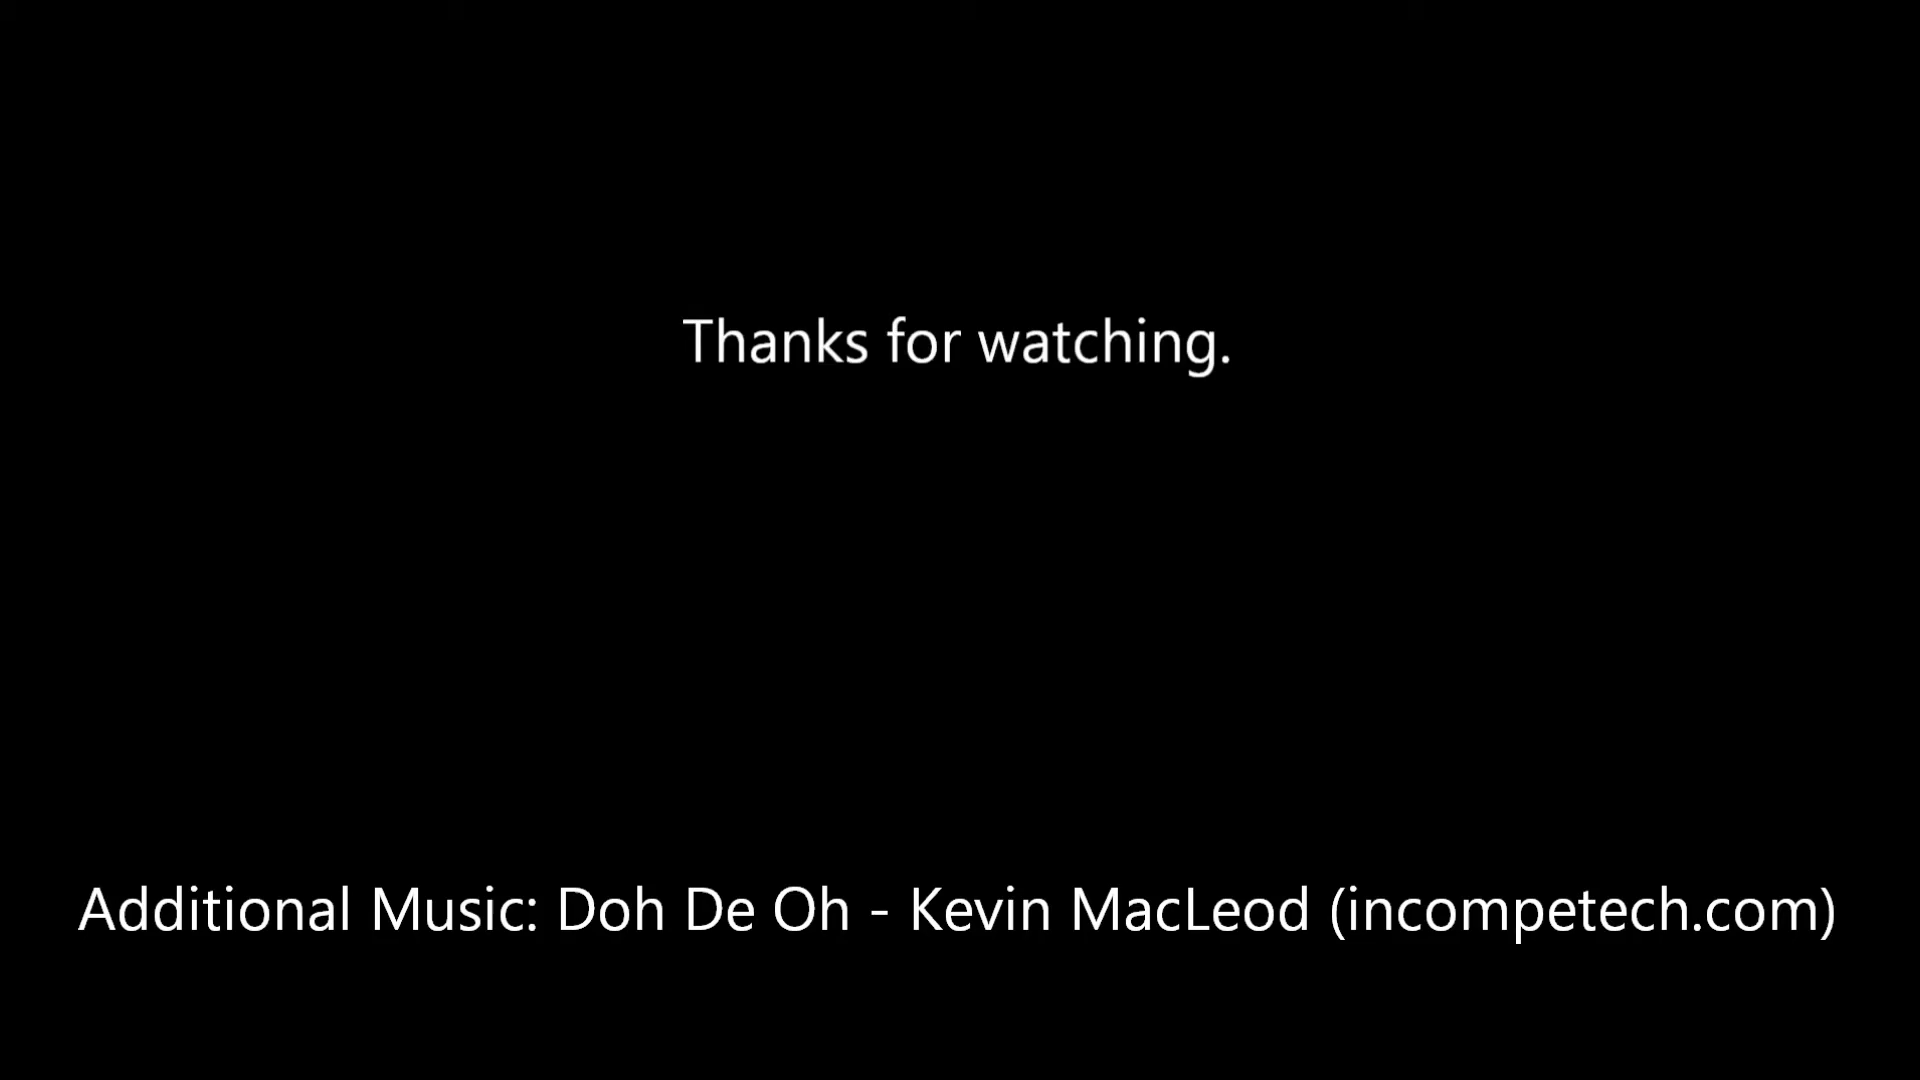 Thanks for watching.
Additional Music: Doh De Oh - Kevin MacLeod (incompetech.com)